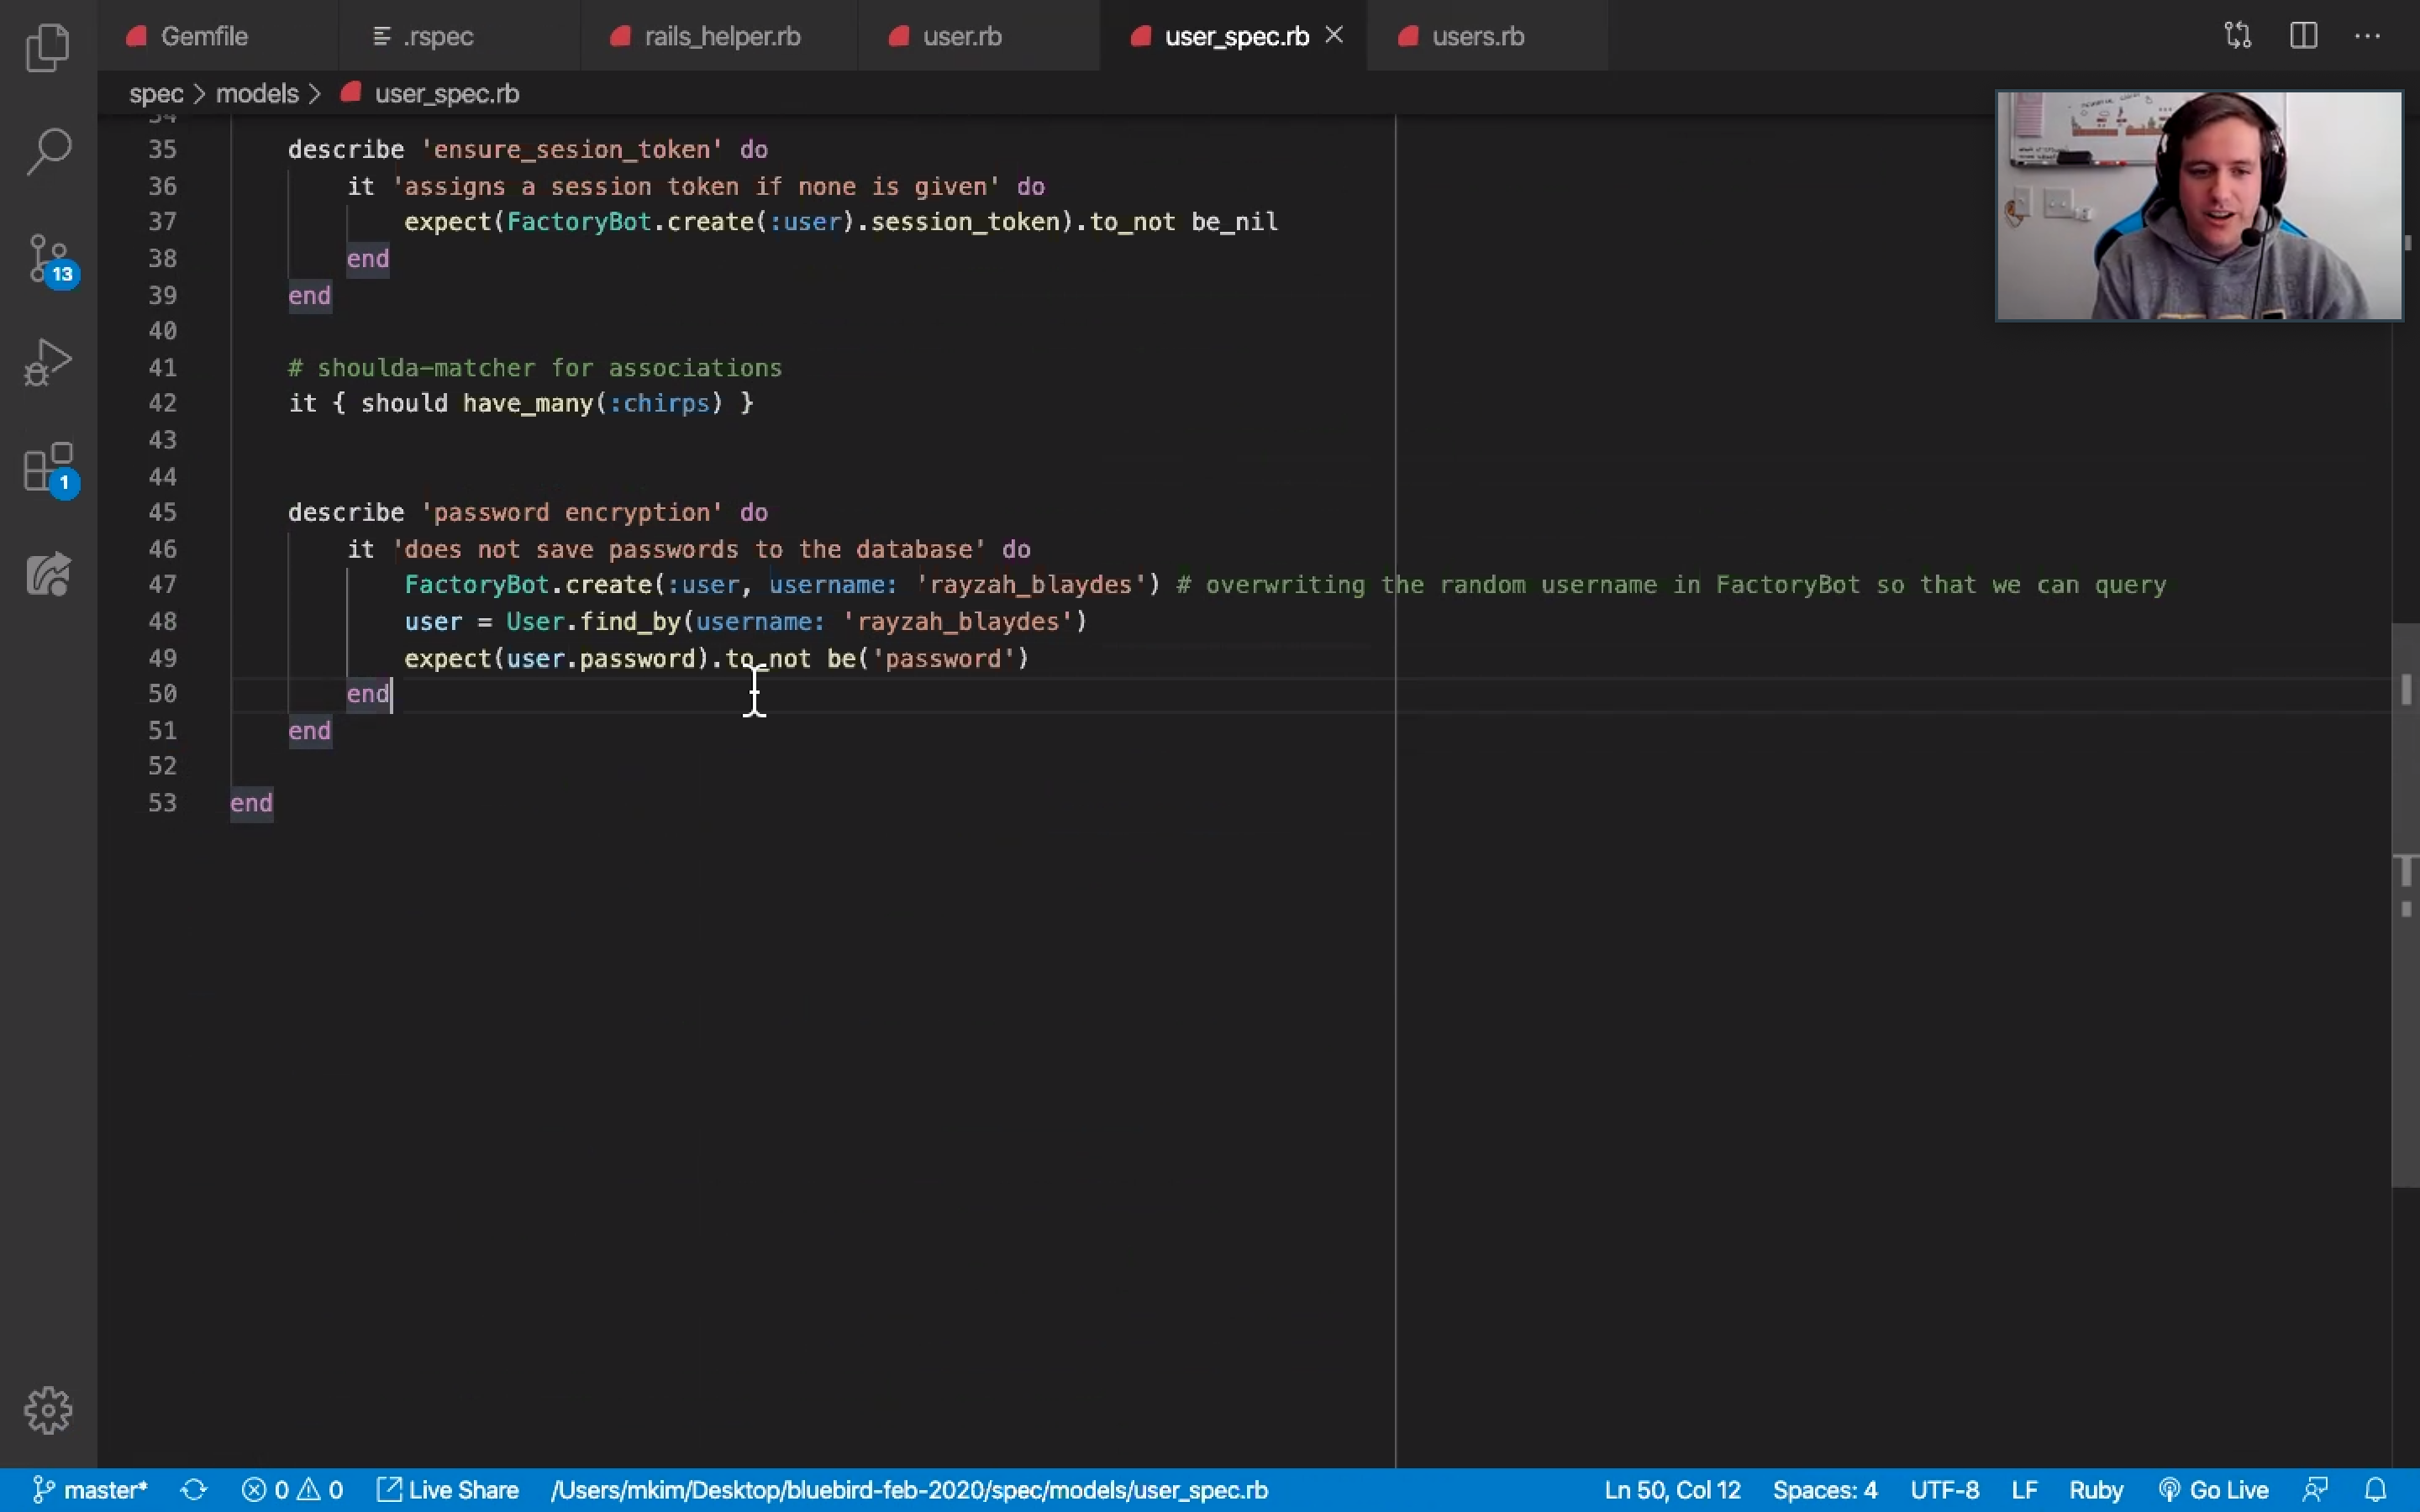 Gemfile
.rspec
rails_helper.rb
user.rb
user_spec.rb
users.rb
spec > models > user_spec.rb
34
35 describe 'ensure_sesion_token' do
36 it 'assigns a session token if none is given' do
37 expect(FactoryBot.create(:user).session_token).to_not be_nil
38 end
39 end
40
41 # shoulda-matcher for associations
42 it { should have_many(:chirps) }
43
44
45 describe 'password encryption' do
46 it 'does not save passwords to the database' do
47 FactoryBot.create(:user, username: 'rayzah_blaydes') # overwriting the random username in FactoryBot so that we can query
48 user = User.find_by(username: 'rayzah_blaydes')
49 expect(user.password).to_not be('password')
50 end
51 end
52
53 end
13
1
master* 0 0 Live Share /Users/mkim/Desktop/bluebird-feb-2020/spec/models/user_spec.rb Ln 50, Col 12 Spaces: 4 UTF-8 LF Ruby Go Live